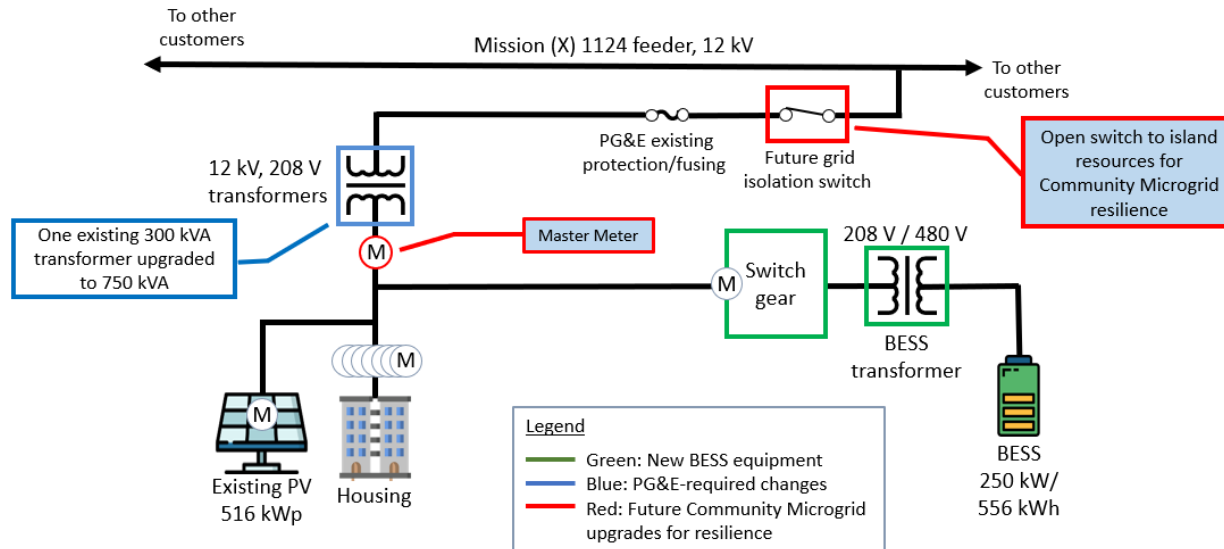 To other
customers
Mission (X) 1124 feeder, 12 kV
To other
customers
PG&E existing
protection/fusing
Future grid
isolation switch
Open switch to island
resources for
Community Microgrid
resilience
12 kV, 208 V
transformers
One existing 300 kVA
transformer upgraded
to 750 kVA
M
Master Meter
208 V / 480 V
M
Switch
gear
BESS
transformer
M
M
Existing PV
516 kWp
Housing
BESS
250 kW/
556 kWh
Legend
Green: New BESS equipment
Blue: PG&E-required changes
Red: Future Community Microgrid
upgrades for resilience